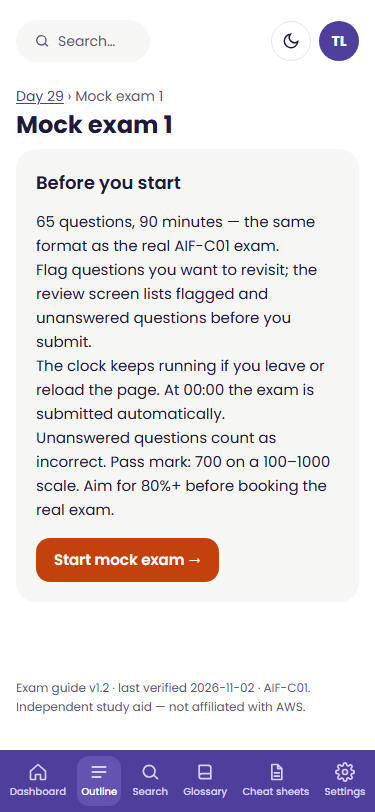 Search...
TL
Day 29 › Mock exam 1
Mock exam 1
Before you start
65 questions, 90 minutes — the same
format as the real AIF-C01 exam.
Flag questions you want to revisit; the
review screen lists flagged and
unanswered questions before you
submit.
The clock keeps running if you leave or
reload the page. At 00:00 the exam is
submitted automatically.
Unanswered questions count as
incorrect. Pass mark: 700 on a 100–1000
scale. Aim for 80%+ before booking the
real exam.
Start mock exam →
Exam guide v1.2 · last verified 2026-11-02 · AIF-C01.
Independent study aid — not affiliated with AWS.
Dashboard Outline Search Glossary Cheat sheets Settings